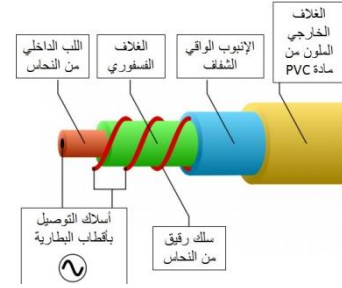 الغلاف
الخارجي
الملون من
مادة PVC
الإنبوب الواقي
الشفاف
الغلاف
الفسفوري
اللب الداخلي
من النحاس
أسلاك التوصيل
بأقطاب البطارية
سلك رقيق
من النحاس